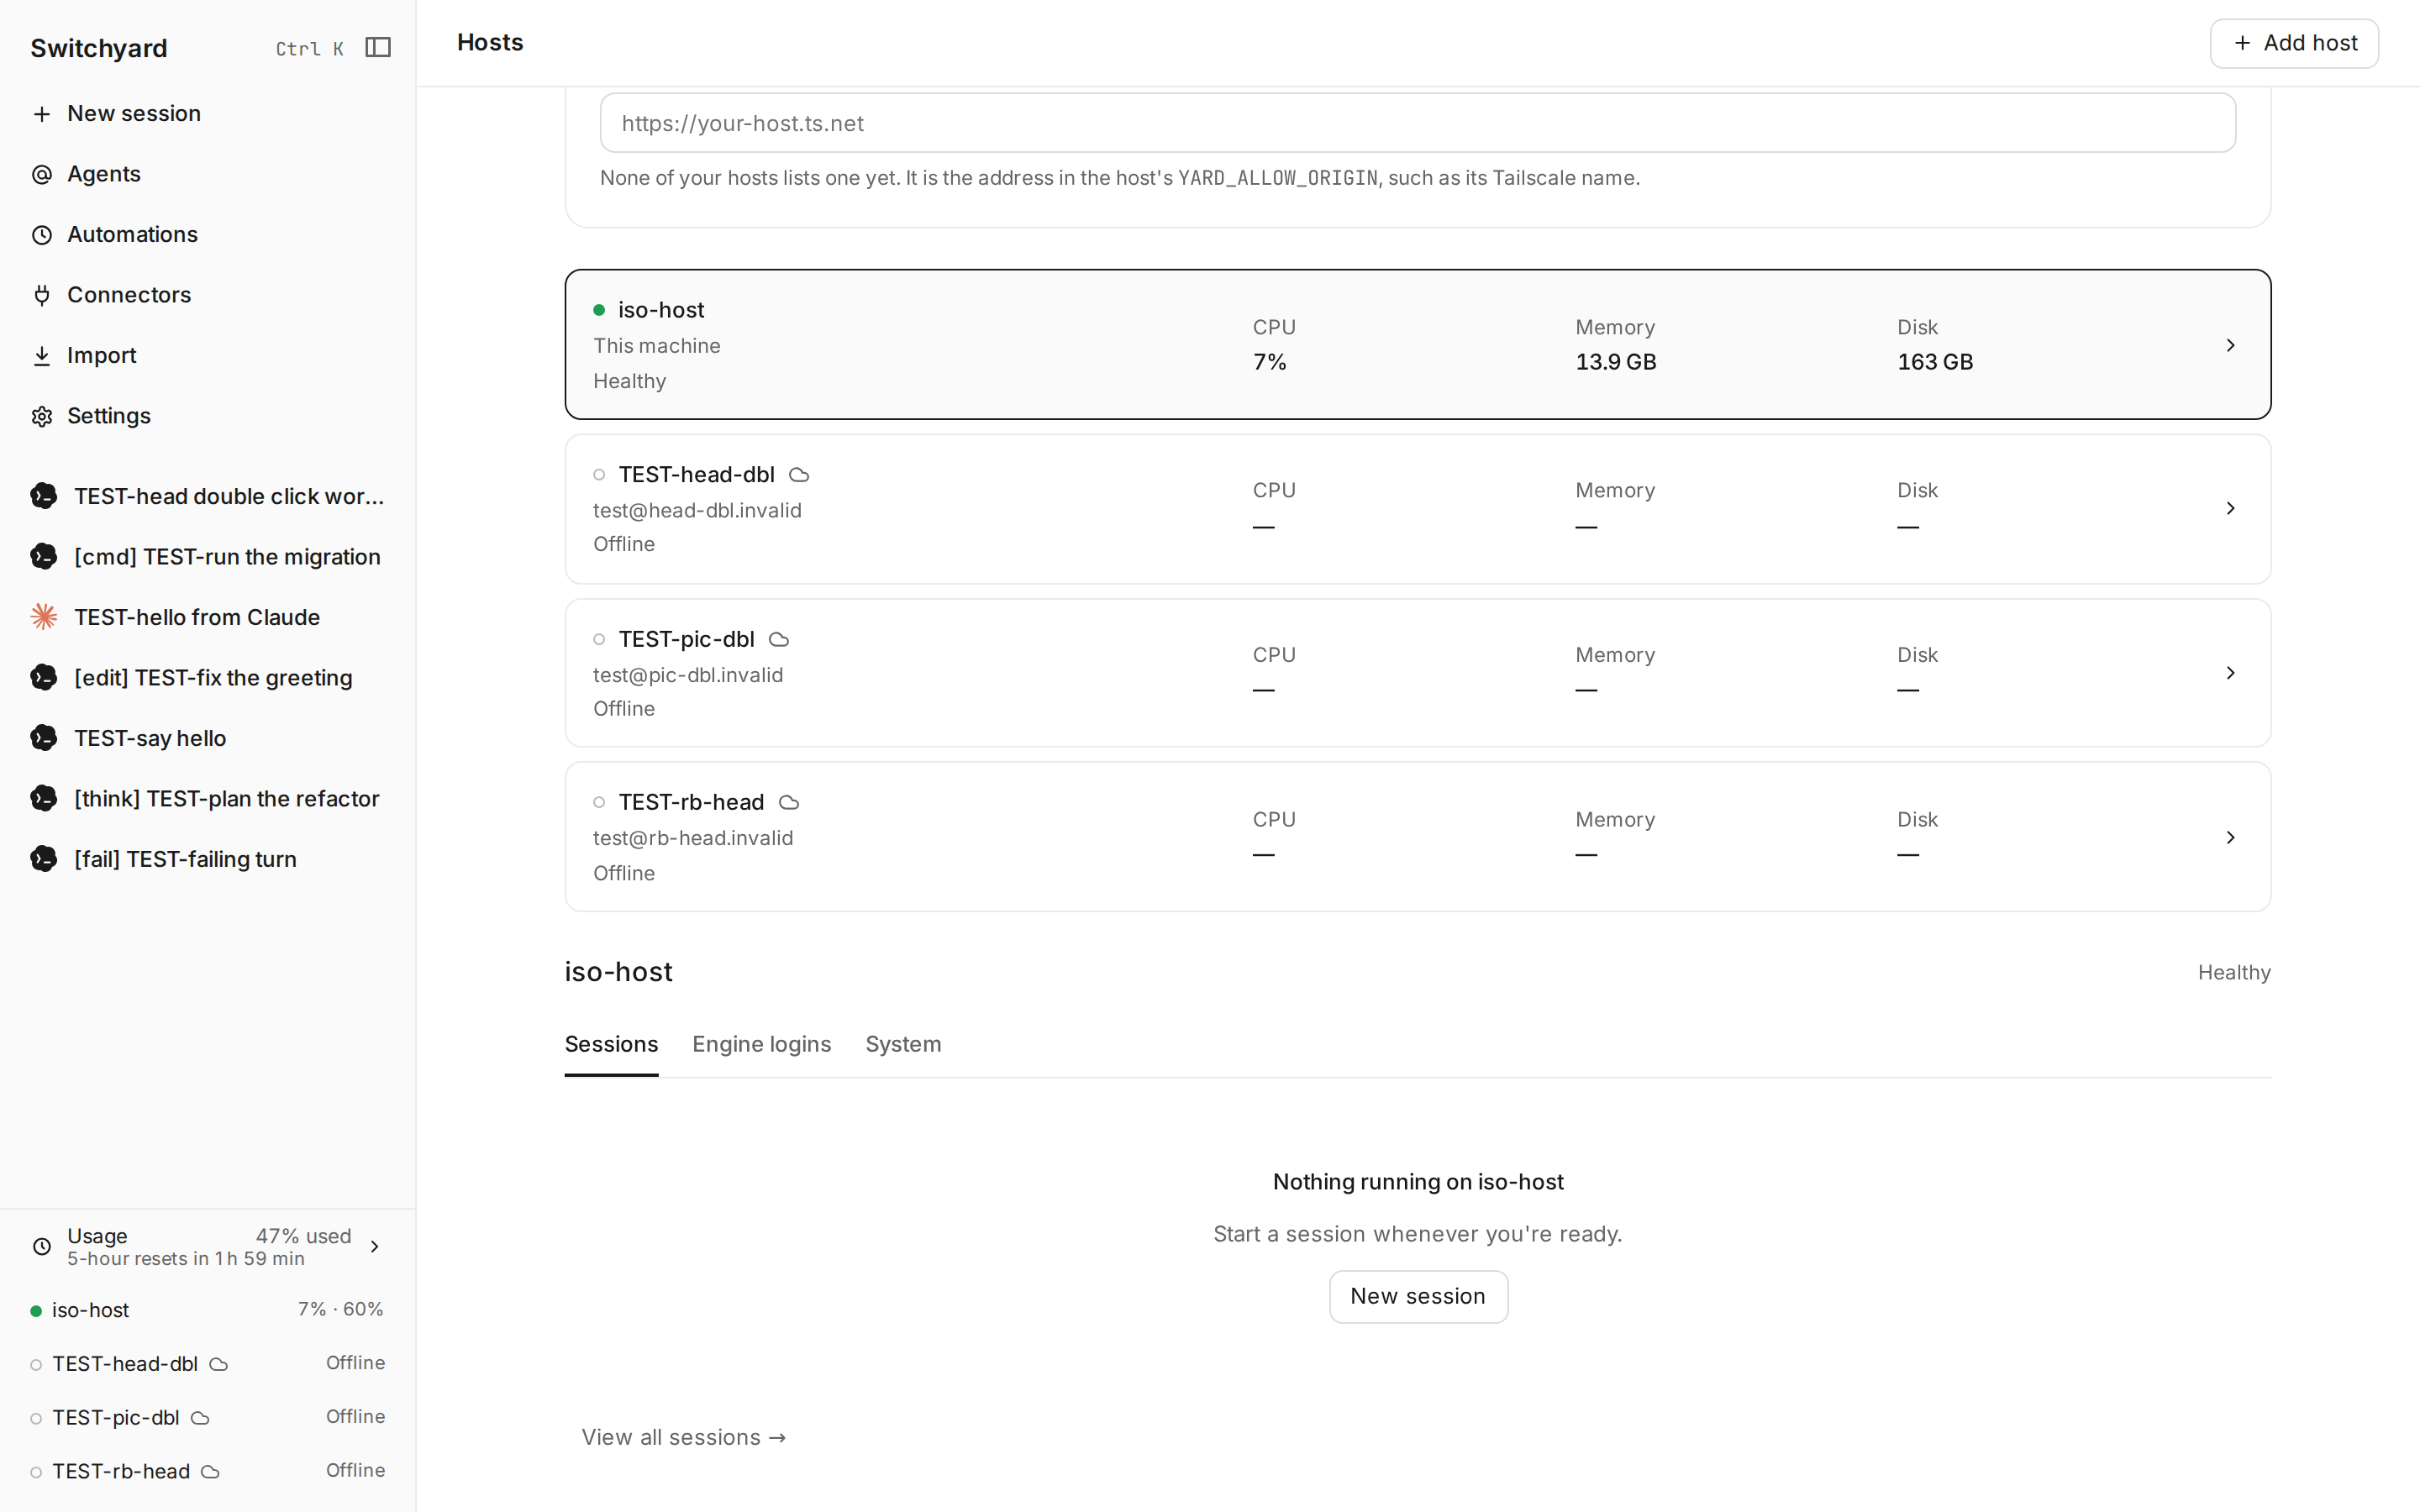 Switchyard
Ctrl K
New session
Agents
Automations
Connectors
Import
Settings
TEST-head double click wor...
[cmd] TEST-run the migration
TEST-hello from Claude
[edit] TEST-fix the greeting
TEST-say hello
[think] TEST-plan the refactor
[fail] TEST-failing turn
Usage
47% used
5-hour resets in 1 h 59 min
iso-host
7% · 60%
TEST-head-dbl
Offline
TEST-pic-dbl
Offline
TEST-rb-head
Offline
Hosts
Add host
https://your-host.ts.net
None of your hosts lists one yet. It is the address in the host's YARD_ALLOW_ORIGIN, such as its Tailscale name.
iso-host
This machine
Healthy
CPU
7%
Memory
13.9 GB
Disk
163 GB
TEST-head-dbl
test@head-dbl.invalid
Offline
CPU
—
Memory
—
Disk
—
TEST-pic-dbl
test@pic-dbl.invalid
Offline
CPU
—
Memory
—
Disk
—
TEST-rb-head
test@rb-head.invalid
Offline
CPU
—
Memory
—
Disk
—
iso-host
Healthy
Sessions
Engine logins
System
Nothing running on iso-host
Start a session whenever you're ready.
New session
View all sessions →